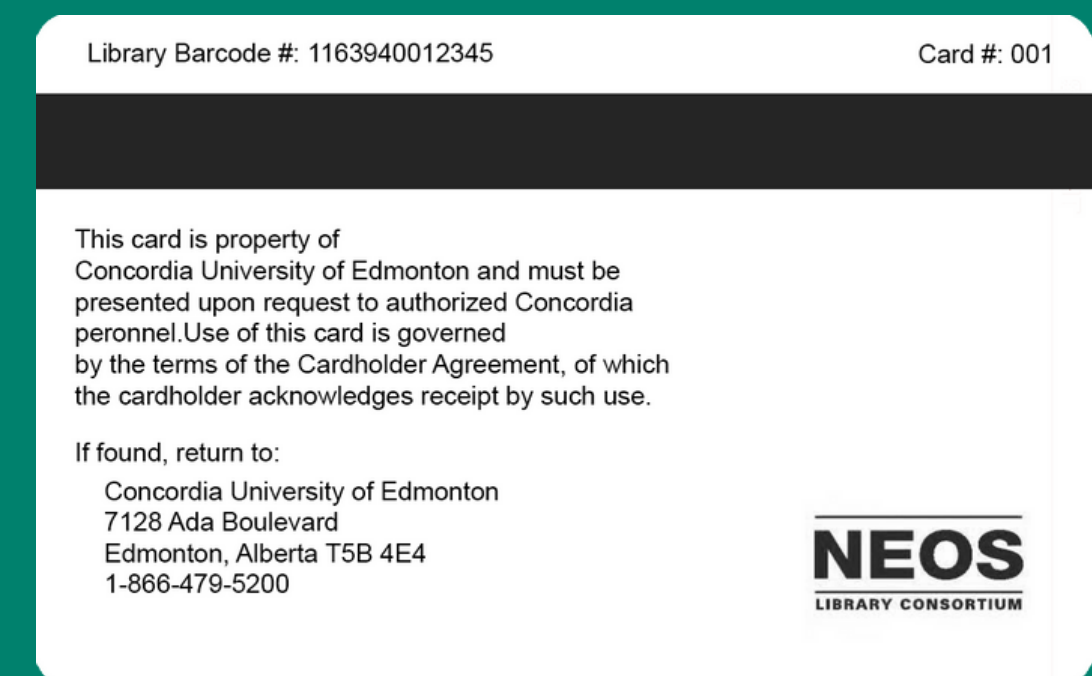 Library Barcode #: 1163940012345 Card #: 001
This card is property of
Concordia University of Edmonton and must be
presented upon request to authorized Concordia
peronnel.Use of this card is governed
by the terms of the Cardholder Agreement, of which
the cardholder acknowledges receipt by such use.
If found, return to:
Concordia University of Edmonton
7128 Ada Boulevard
Edmonton, Alberta T5B 4E4
1-866-479-5200
NEOS
LIBRARY CONSORTIUM